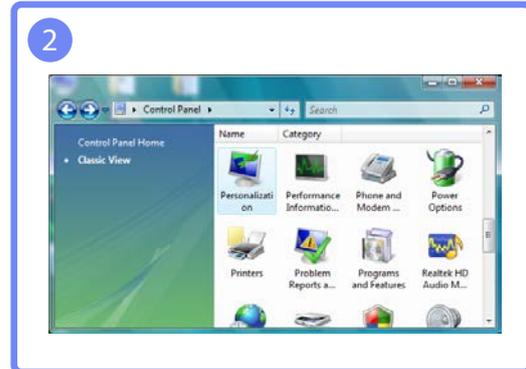 2
Control Panel
Search
Control Panel Home
Classic View
Name Category
Personalizati
on
Performance
Informatio...
Phone and
Modem ...
Power
Options
Printers
Problem
Reports a...
Programs
and Features
Realtek HD
Audio M...